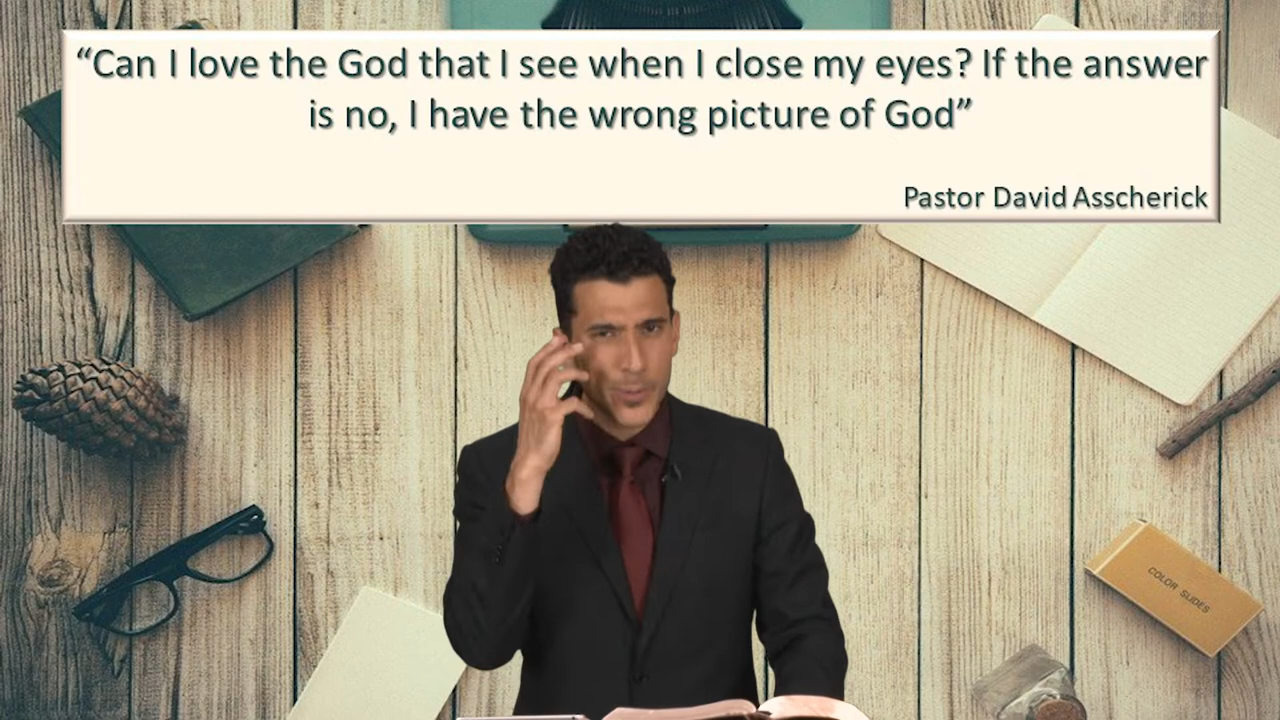 “Can I love the God that I see when I close my eyes? If the answer
is no, I have the wrong picture of God”
Pastor David Asscherick
COLOR SLIDES